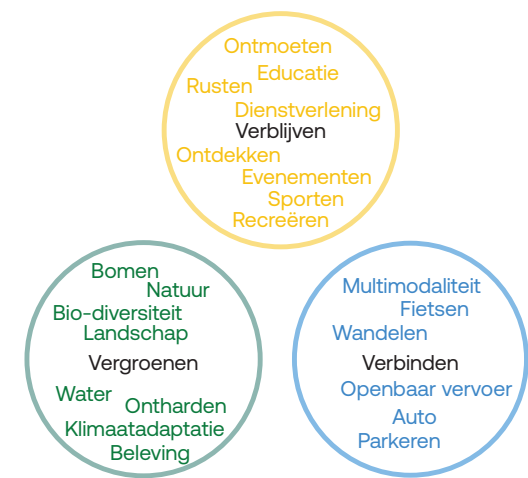 Ontmoeten
Educatie
Rusten
Dienstverlening
Verblijven
Ontdekken
Evenementen
Sporten
Recreëren
Bomen
Natuur
Bio-diversiteit
Landschap
Vergroenen
Water
Ontharden
Klimaatadaptatie
Beleving
Multimodaliteit
Fietsen
Wandelen
Verbinden
Openbaar vervoer
Auto
Parkeren